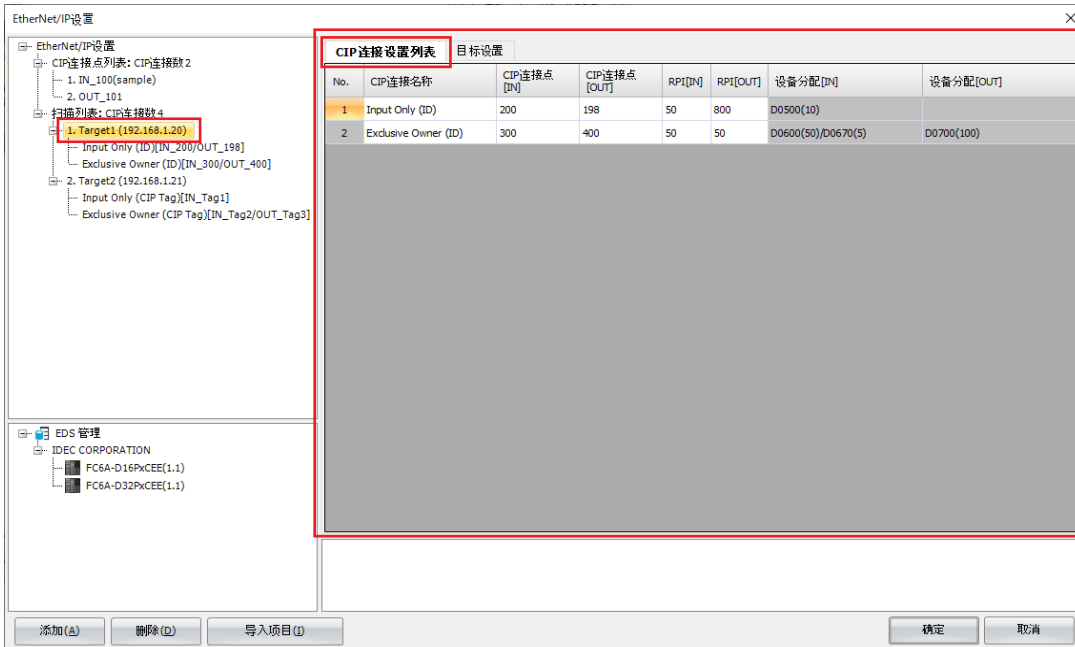 EtherNet/IP设置
EtherNet/IP设置
CIP连接点列表: CIP连接数2
1. IN_100(sample)
2. OUT_101
扫描列表: CIP连接数4
1. Target1 (192.168.1.20)
Input Only (ID)[IN_200/OUT_198]
Exclusive Owner (ID)[IN_300/OUT_400]
2. Target2 (192.168.1.21)
Input Only (CIP Tag)[IN_Tag1]
Exclusive Owner (CIP Tag)[IN_Tag2/OUT_Tag3]
EDS 管理
IDEC CORPORATION
FC6A-D16PxCEE(1.1)
FC6A-D32PxCEE(1.1)
CIP连接设置列表 目标设置
No. CIP连接名称 CIP连接点[IN] CIP连接点[OUT] RPI[IN] RPI[OUT] 设备分配[IN] 设备分配[OUT]
1 Input Only (ID) 200 198 50 800 D0500(10)
2 Exclusive Owner (ID) 300 400 50 50 D0600(50)/D0670(5) D0700(100)
添加(A) 删除(D) 导入项目(I) 确定 取消